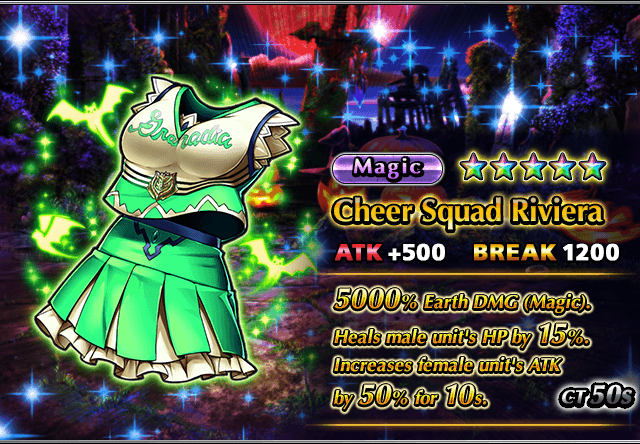 Grenadia
Magic
Cheer Squad Riviera
ATK +500 BREAK 1200
5000% Earth DMG (Magic).
Heals male unit's HP by 15%.
Increases female unit's ATK
by 50% for 10s.
CT 50s